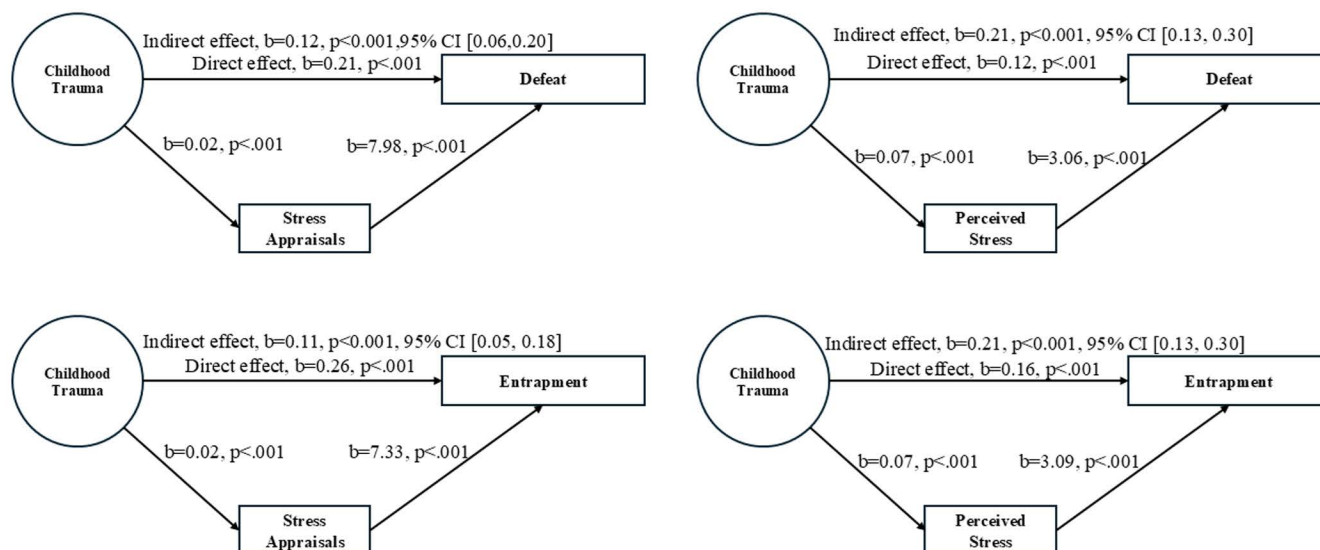 Indirect effect, b=0.12, p<0.001,95% CI [0.06,0.20]
Direct effect, b=0.21, p<.001
Childhood
Trauma
Defeat
b=0.02, p<.001
b=7.98, p<.001
Stress
Appraisals
Indirect effect, b=0.21, p<0.001, 95% CI [0.13, 0.30]
Direct effect, b=0.12, p<.001
Childhood
Trauma
Defeat
b=0.07, p<.001
b=3.06, p<.001
Perceived
Stress
Indirect effect, b=0.11, p<0.001, 95% CI [0.05, 0.18]
Direct effect, b=0.26, p<.001
Childhood
Trauma
Entrapment
b=0.02, p<.001
b=7.33, p<.001
Stress
Appraisals
Indirect effect, b=0.21, p<0.001, 95% CI [0.13, 0.30]
Direct effect, b=0.16, p<.001
Childhood
Trauma
Entrapment
b=0.07, p<.001
b=3.09, p<.001
Perceived
Stress